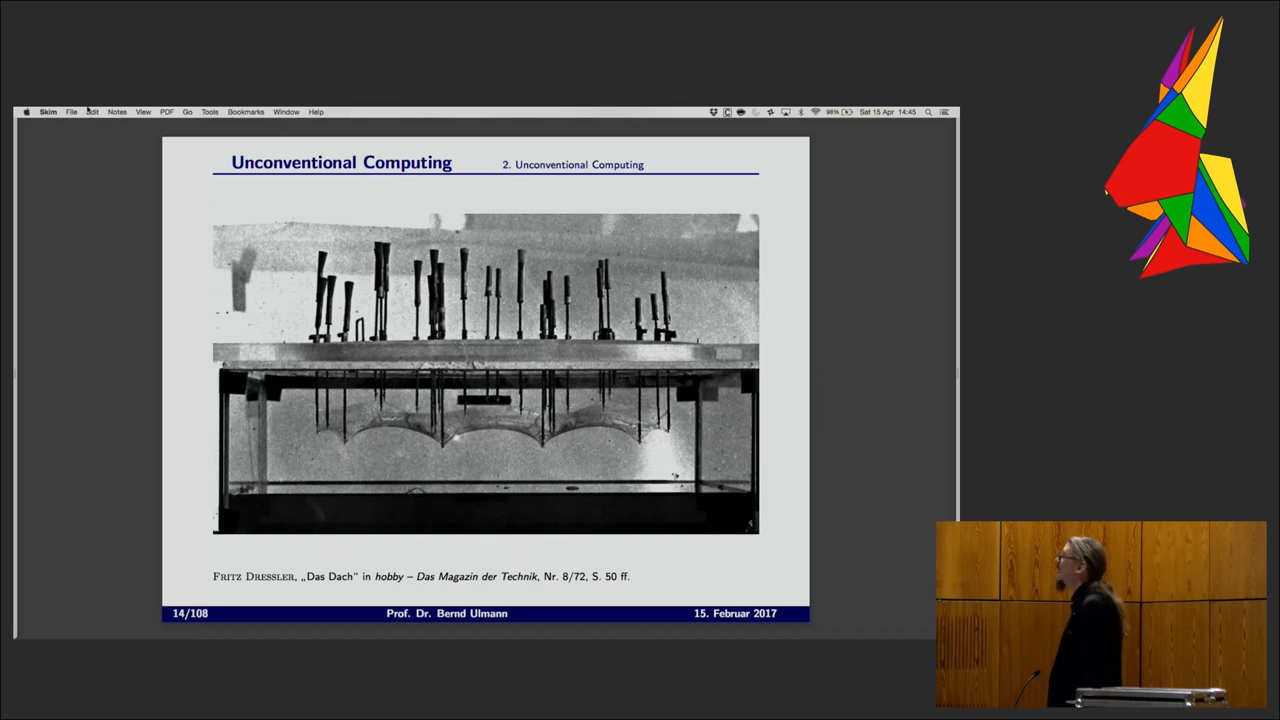 Skim File Edit Notes View PDF Go Tools Bookmarks Window Help 98% Sat 15 Apr 14:45
Unconventional Computing 2. Unconventional Computing
FRITZ DRESSLER, „Das Dach“ in hobby – Das Magazin der Technik, Nr. 8/72, S. 50 ff.
14/108 Prof. Dr. Bernd Ulmann 15. Februar 2017